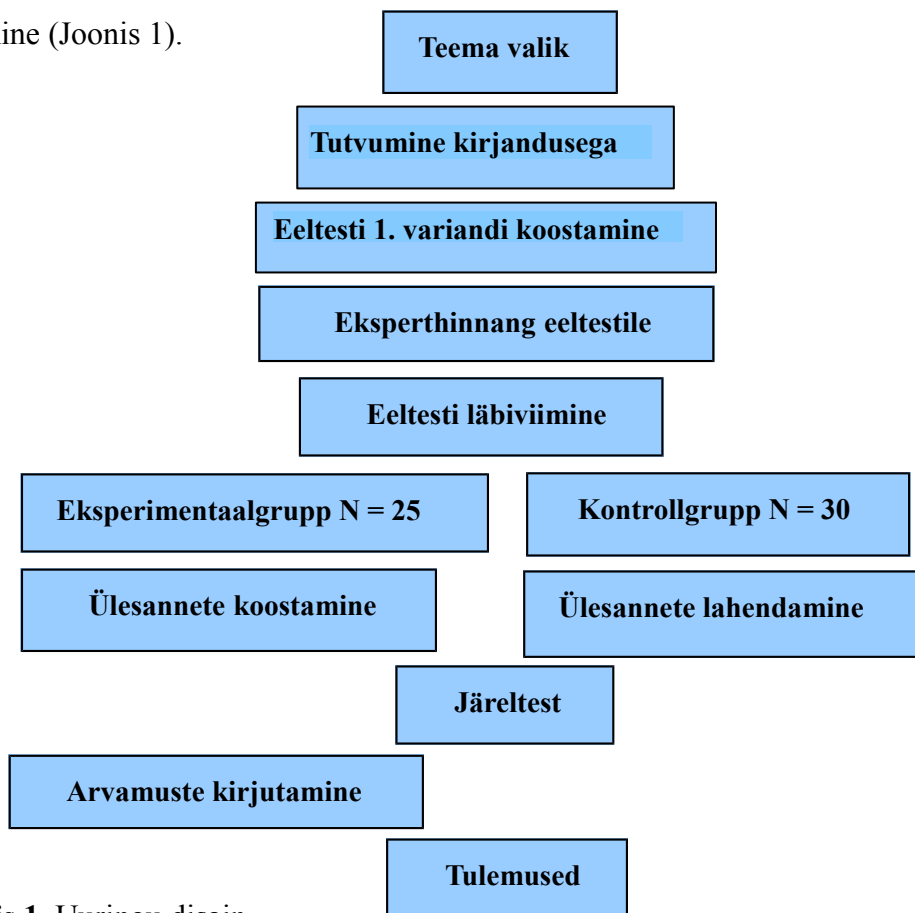 (Joonis 1).
Teema valik
Tutvumine kirjandusega
Eeltesti 1. variandi koostamine
Eksperthinnang eeltestile
Eeltesti läbiviimine
Eksperimentaalgrupp N = 25
Kontrollgrupp N = 30
Ülesannete koostamine
Ülesannete lahendamine
Järeltest
Arvamuste kirjutamine
Tulemused
1.